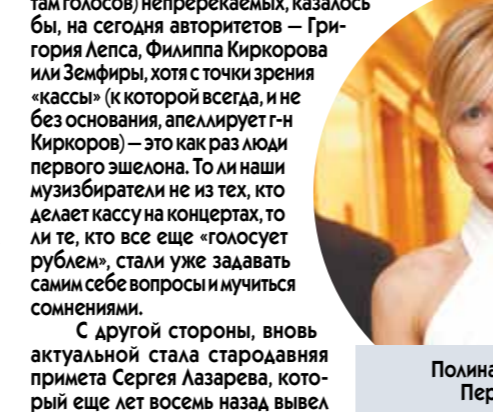 там голосов) непререкаемых, казалось
бы, на сегодня авторитетов — Гри-
гория Лепса, Филиппа Киркорова
или Земфиры, хотя с точки зрения
«кассы» (к которой всегда, и не
без основания, апеллирует г-н
Киркоров) — это как раз люди
первого эшелона. То ли наши
музизбиратели не из тех, кто
делает кассу на концертах, то
ли те, кто все еще «голосует
рублем», стали уже задавать
самим себе вопросы и мучиться
сомнениями.
С другой стороны, вновь
актуальной стала стародавняя
примета Сергея Лазарева, кото-
рый еще лет восемь назад вывел
Полина
Пер